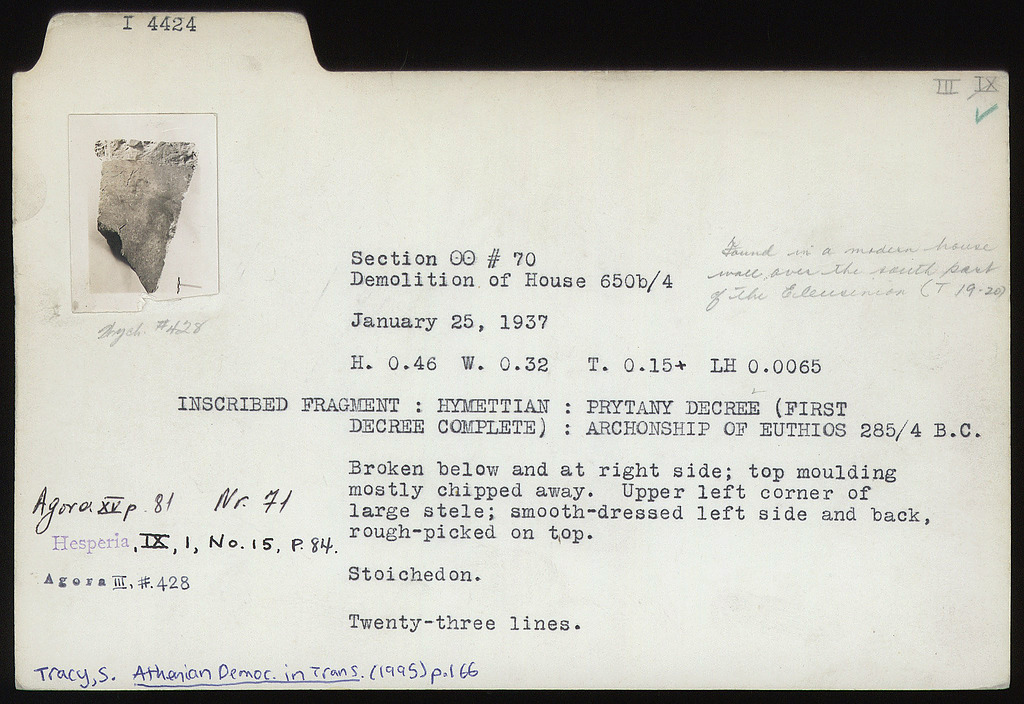 I 4424
III IX
Section ΘΘ # 70
Demolition of House 650b/4
Found in a modern house
wall over the south part
of the Eleusinion (T 19-20)
#428
January 25, 1937
H. 0.46 W. 0.32 T. 0.15+ LH 0.0065
INSCRIBED FRAGMENT : HYMETTIAN : PRYTANY DECREE (FIRST
DECREE COMPLETE) : ARCHONSHIP OF EUTHIOS 285/4 B.C.
Broken below and at right side; top moulding
mostly chipped away. Upper left corner of
large stele; smooth-dressed left side and back,
rough-picked on top.
Agora XV p. 81 Nr. 71
Hesperia, IX, 1, No. 15, P. 84.
Agora III, #. 428
Stoichedon.
Twenty-three lines.
Tracy, S. Athenian Democ. in Trans. (1995) p. 166